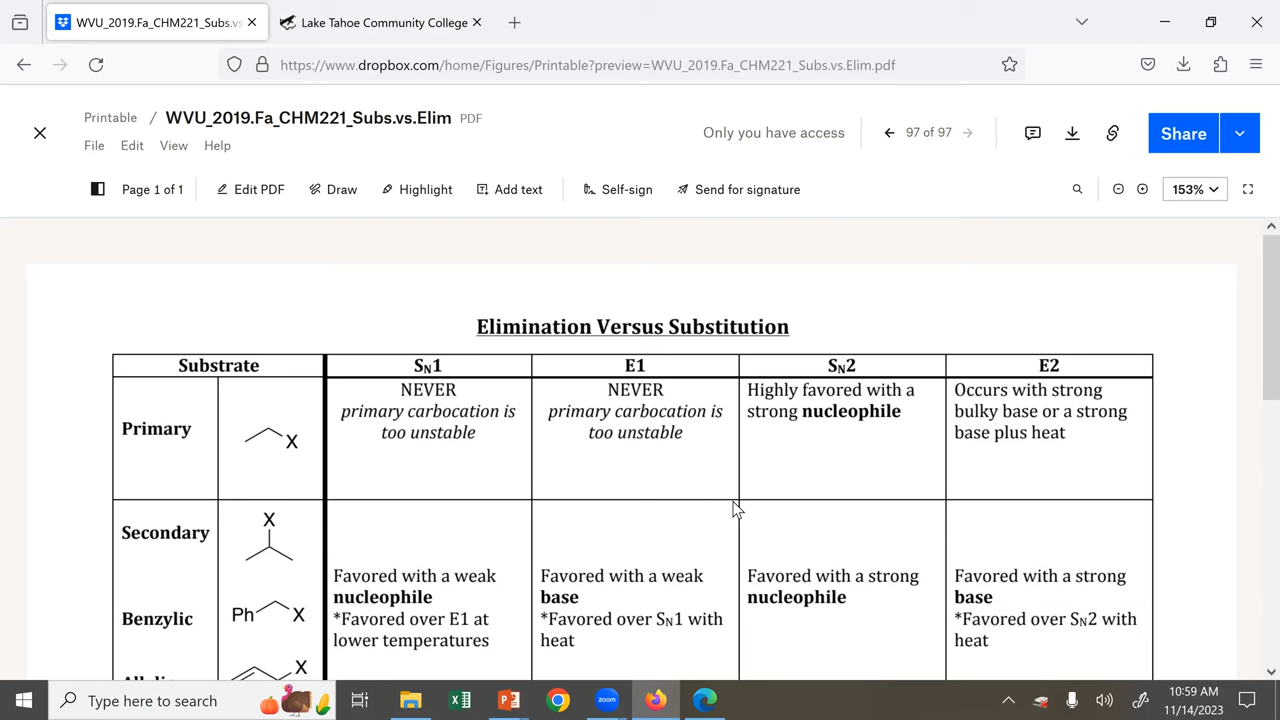 WVU_2019.Fa_CHM221_Subs.vs.
Lake Tahoe Community College
https://www.dropbox.com/home/Figures/Printable?preview=WVU_2019.Fa_CHM221_Subs.vs.Elim.pdf
Printable / WVU_2019.Fa_CHM221_Subs.vs.Elim PDF
File Edit View Help
Only you have access
97 of 97
Share
Page 1 of 1
Edit PDF
Draw
Highlight
Add text
Self-sign
Send for signature
153%
Elimination Versus Substitution
Substrate
SN1
E1
SN2
E2
Primary
X
NEVER
primary carbocation is
too unstable
NEVER
primary carbocation is
too unstable
Highly favored with a
strong nucleophile
Occurs with strong
bulky base or a strong
base plus heat
Secondary
X
Benzylic
Ph X
X
Favored with a weak
nucleophile
*Favored over E1 at
lower temperatures
Favored with a weak
base
*Favored over SN1 with
heat
Favored with a strong
nucleophile
Favored with a strong
base
*Favored over SN2 with
heat
Type here to search
10:59 AM
11/14/2023